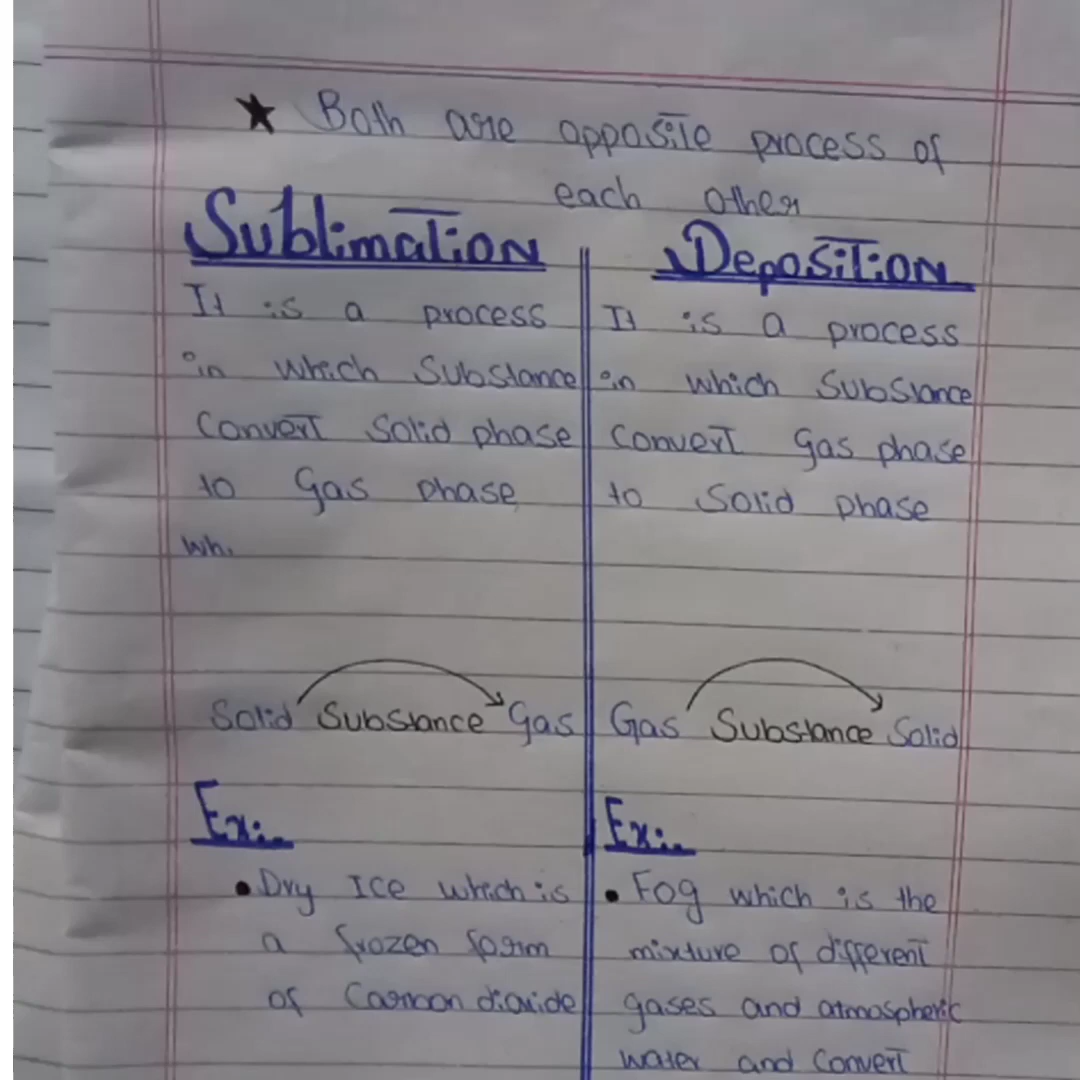 ★ Both are opposite process of
each other
Sublimation
It is a process
in which Substance
Convert Solid phase
to Gas phase
wh.
Solid Substance Gas
Ex:-
• Dry Ice which is
a frozen form
of Carnon dioxide
Deposition
It is a process
in which Substance
Convert gas phase
to Solid phase
Gas Substance Solid
Ex:-
• Fog which is the
mixture of different
gases and atmospheric
water and Convert